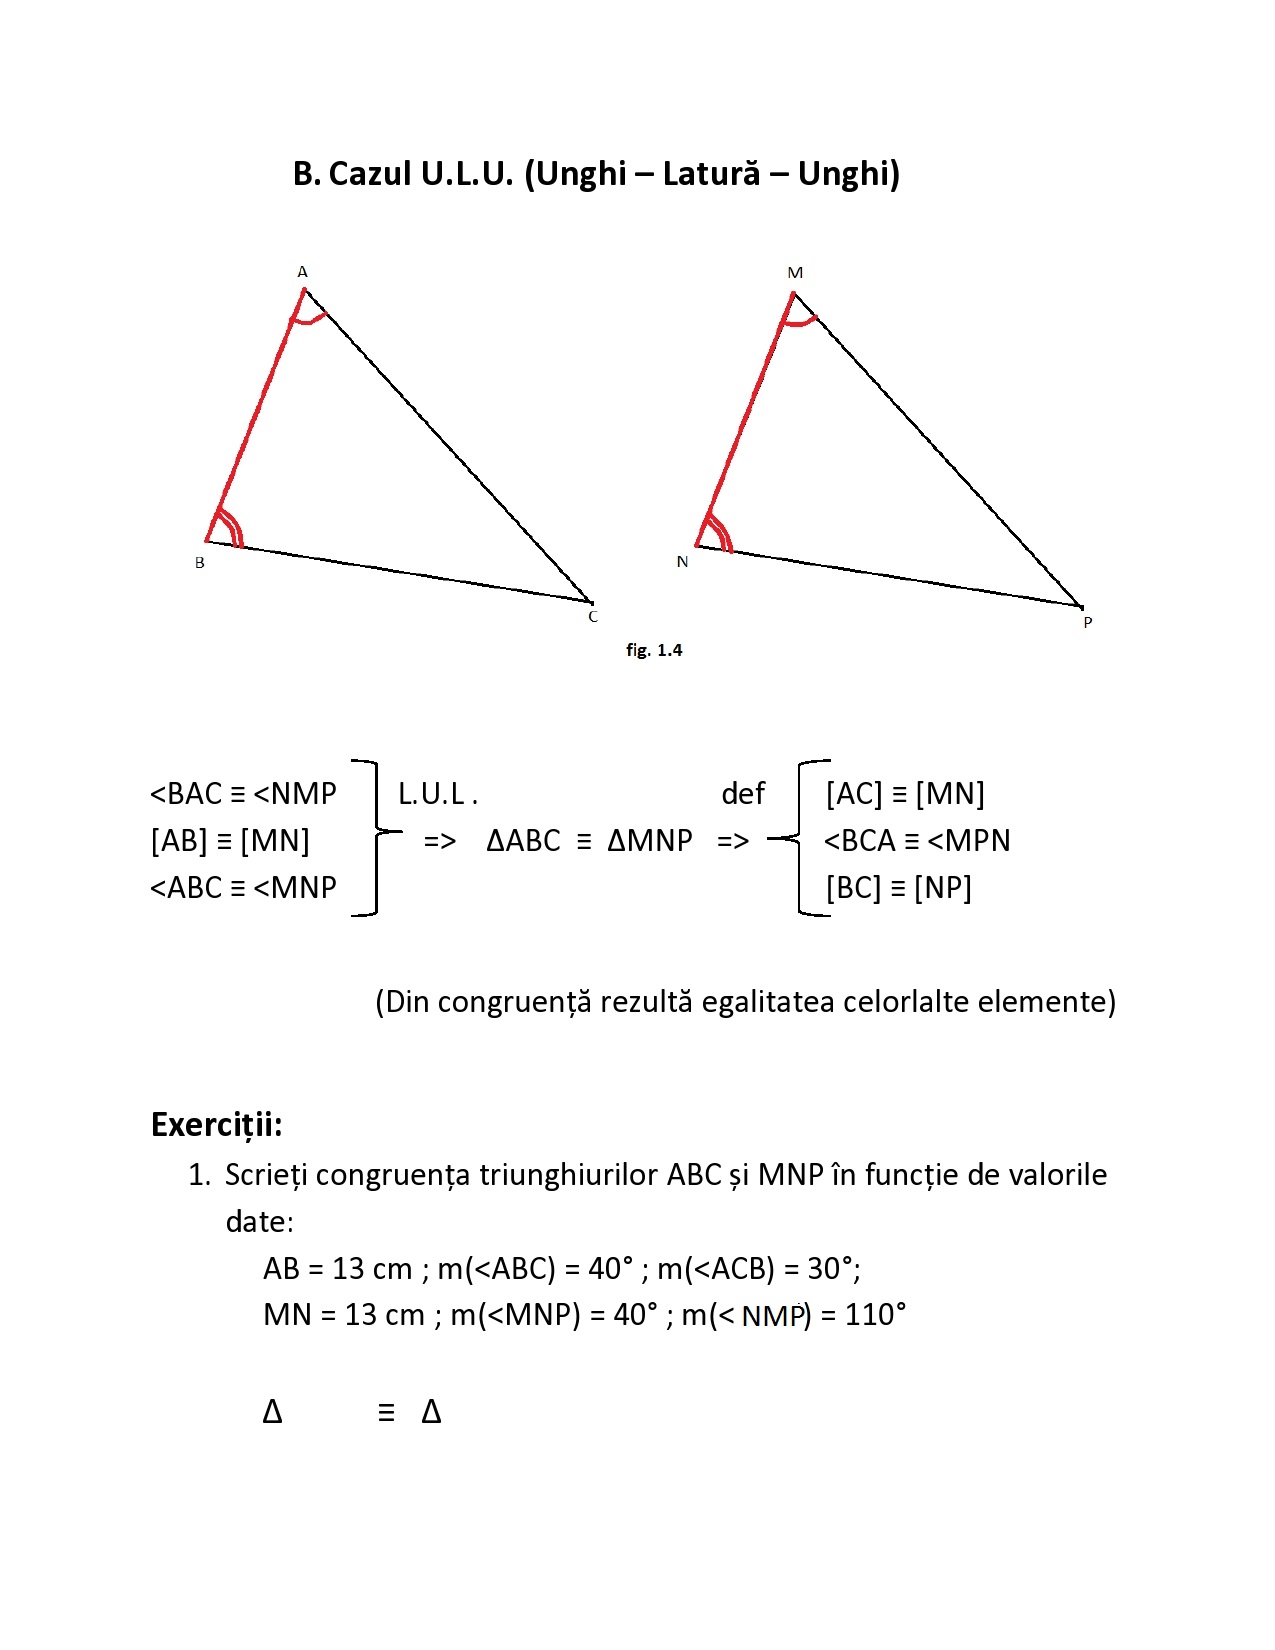 B. Cazul U.L.U. (Unghi – Latură – Unghi)
A
M
B
N
C
P
fig. 1.4
<BAC ≡ <NMP L.U.L . def [AC] ≡ [MN]
[AB] ≡ [MN] => ΔABC ≡ ΔMNP => <BCA ≡ <MPN
<ABC ≡ <MNP [BC] ≡ [NP]
(Din congruență rezultă egalitatea celorlalte elemente)
Exerciții:
1. Scrieți congruența triunghiurilor ABC și MNP în funcție de valorile
date:
AB = 13 cm ; m(<ABC) = 40° ; m(<ACB) = 30°;
MN = 13 cm ; m(<MNP) = 40° ; m(< NMP) = 110°
Δ ≡ Δ